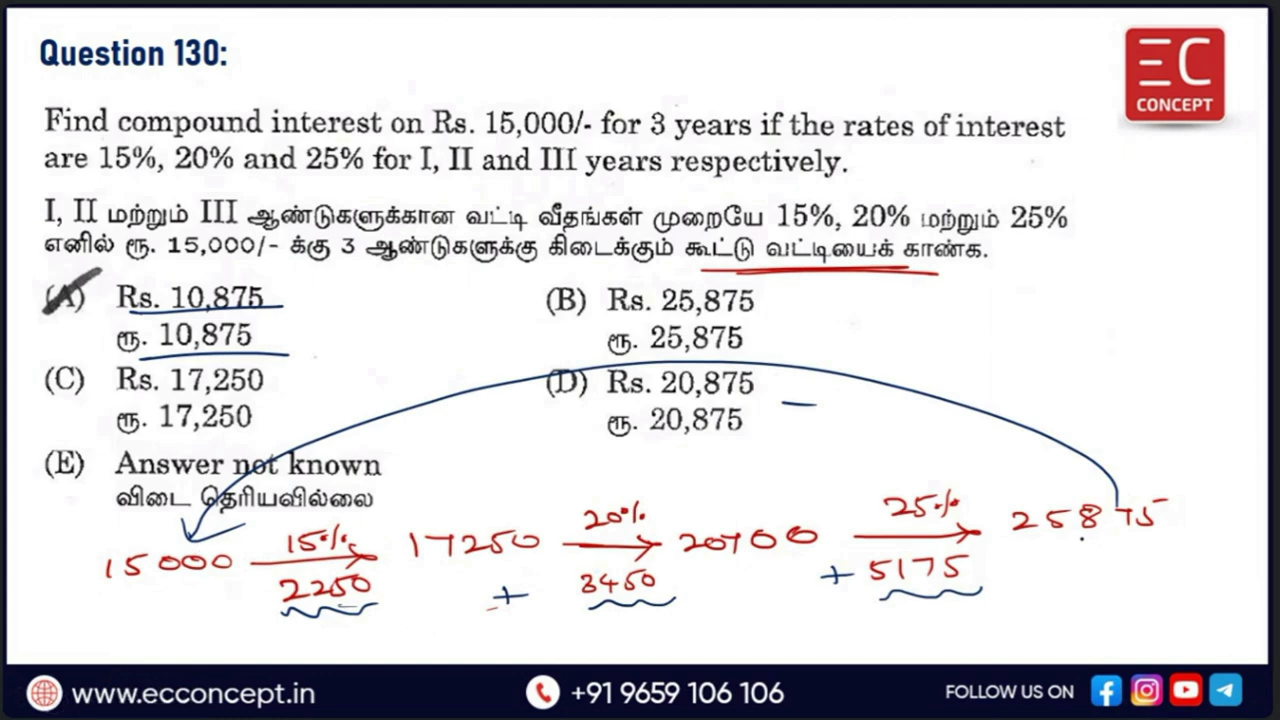 Question 130:
EC
CONCEPT
Find compound interest on Rs. 15,000/- for 3 years if the rates of interest
are 15%, 20% and 25% for I, II and III years respectively.
I, II மற்றும் III ஆண்டுகளுக்கான வட்டி வீதங்கள் முறையே 15%, 20% மற்றும் 25%
எனில் ரூ. 15,000/- க்கு 3 ஆண்டுகளுக்கு கிடைக்கும் கூட்டு வட்டியைக் காண்க.
(A) Rs. 10,875 (B) Rs. 25,875
ரூ. 10,875 ரூ. 25,875
(C) Rs. 17,250 (D) Rs. 20,875
ரூ. 17,250 ரூ. 20,875
(E) Answer not known
விடை தெரியவில்லை
15000 15% 17250 20% 20700 25% 25875
2250 + 3450 + 5175
www.ecconcept.in +91 9659 106 106 FOLLOW US ON